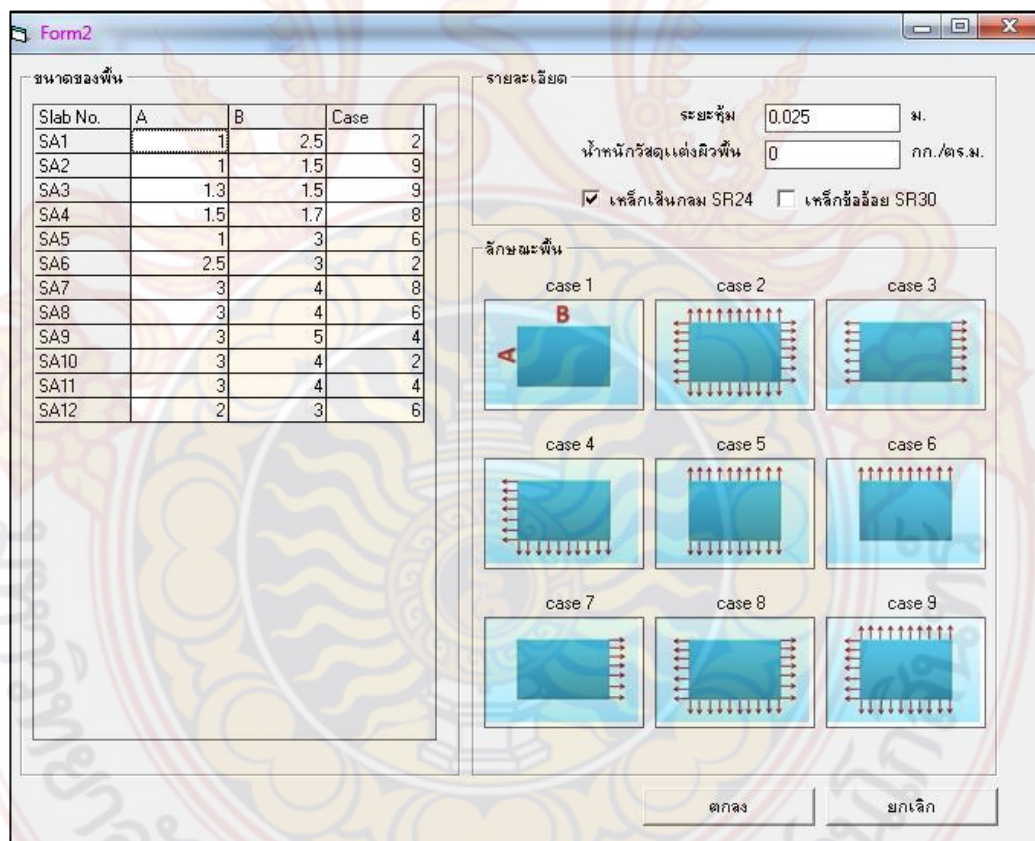 Form2
ขนาดของพื้น
Slab No. A B Case
SA1 1 2.5 2
SA2 1 1.5 9
SA3 1.3 1.5 9
SA4 1.5 1.7 8
SA5 1 3 6
SA6 2.5 3 2
SA7 3 4 8
SA8 3 4 6
SA9 3 5 4
SA10 3 4 2
SA11 3 4 4
SA12 2 3 6
รายละเอียด
ระยะหุ้ม 0.025 ม.
น้ำหนักวัสดุแต่งผิวพื้น 0 กก./ตร.ม.
เหล็กเส้นกลม SR24 เหล็กข้ออ้อย SR30
ลักษณะพื้น
case 1 case 2 case 3
B
A
case 4 case 5 case 6
case 7 case 8 case 9
ตกลง ยกเลิก